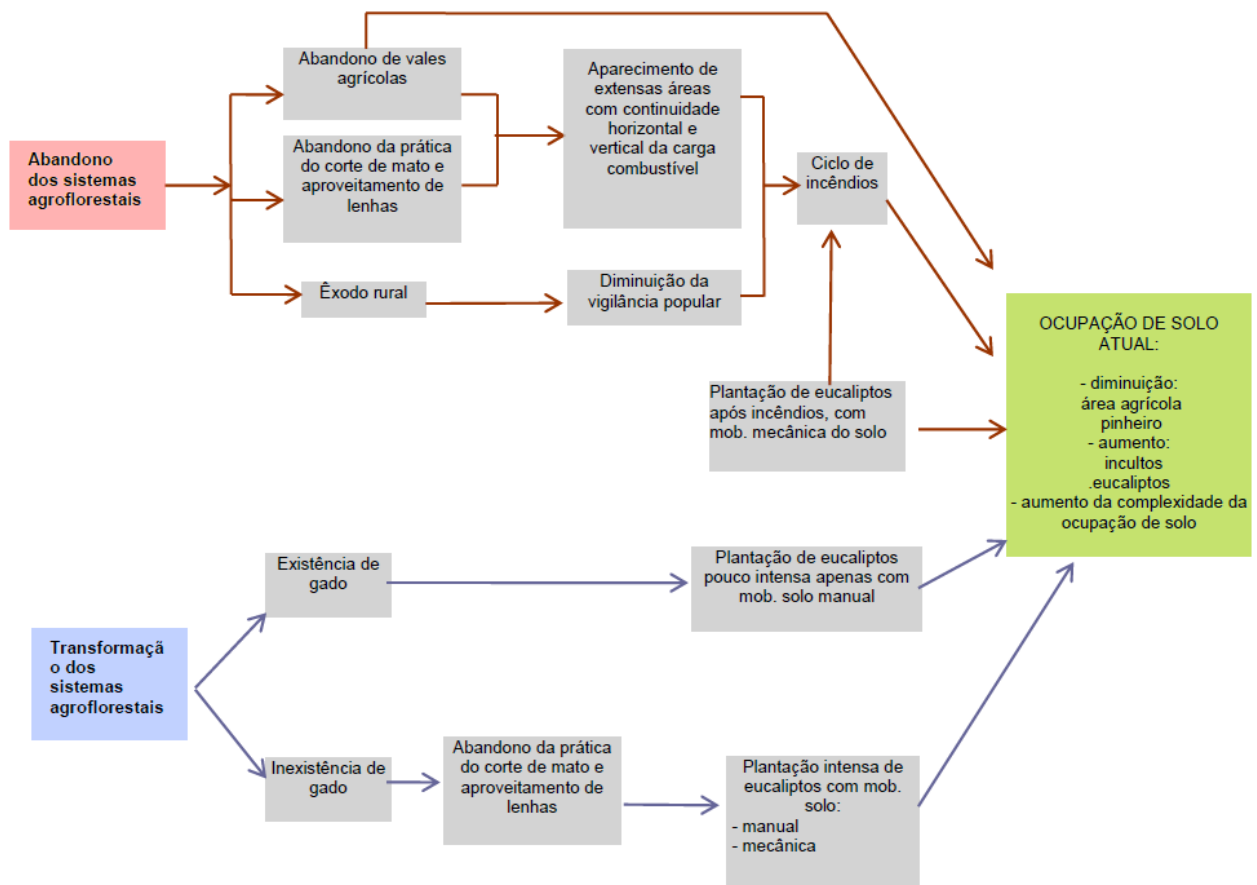 Abandono de vales
agrícolas
Aparecimento de
extensas áreas
com continuidade
horizontal e
vertical da carga
combustível
Abandono
dos sistemas
agroflorestais
Abandono da prática
do corte de mato e
aproveitamento de
lenhas
Ciclo de
incêndios
Êxodo rural
Diminuição da
vigilância popular
OCUPAÇÃO DE SOLO
ATUAL:
- diminuição:
área agrícola
pinheiro
- aumento:
incultos
.eucaliptos
- aumento da complexidade da
ocupação de solo
Plantação de eucaliptos
após incêndios, com
mob. mecânica do solo
Existência de
gado
Plantação de eucaliptos
pouco intensa apenas com
mob. solo manual
Transformaçã
o dos
sistemas
agroflorestais
Inexistência de
gado
Abandono da prática
do corte de mato e
aproveitamento de
lenhas
Plantação intensa de
eucaliptos com mob.
solo:
- manual
- mecânica